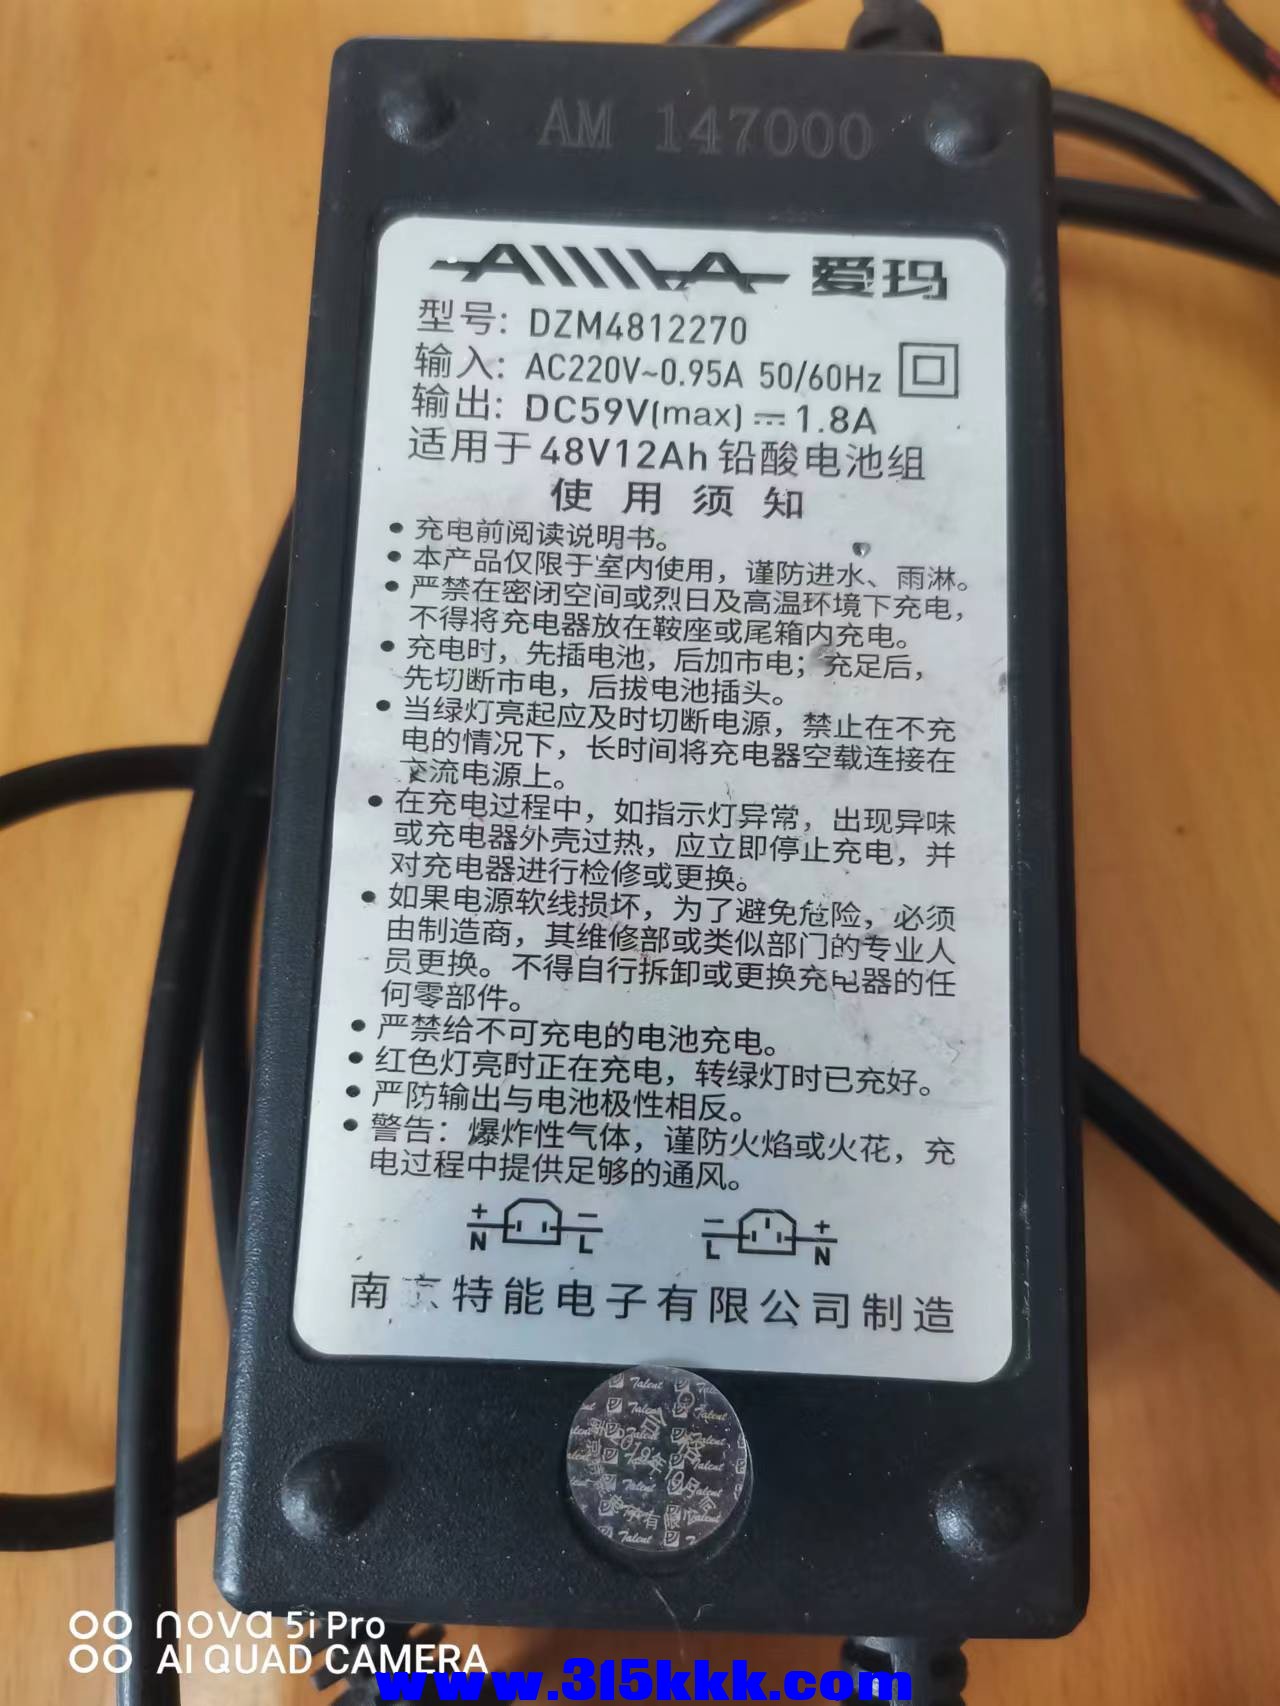 AM 147000
AIMA 爱玛
型号: DZM4812270
输入: AC220V~0.95A 50/60Hz
输出: DC59V(max) ⎓ 1.8A
适用于48V12Ah 铅酸电池组
使用须知
• 充电前阅读说明书。
• 本产品仅限于室内使用，谨防进水、雨淋。
• 严禁在密闭空间或烈日及高温环境下充电，
不得将充电器放在鞍座或尾箱内充电。
• 充电时，先插电池，后加市电；充足后，
先切断市电，后拔电池插头。
• 当绿灯亮起应及时切断电源，禁止在不充
电的情况下，长时间将充电器空载连接在
交流电源上。
• 在充电过程中，如指示灯异常，出现异味
或充电器外壳过热，应立即停止充电，并
对充电器进行检修或更换。
• 如果电源软线损坏，为了避免危险，必须
由制造商，其维修部或类似部门的专业人
员更换。不得自行拆卸或更换充电器的任
何零部件。
• 严禁给不可充电的电池充电。
• 红色灯亮时正在充电，转绿灯时已充好。
• 严防输出与电池极性相反。
• 警告：爆炸性气体，谨防火焰或火花，充
电过程中提供足够的通风。
+ − − +
N L L N
南京特能电子有限公司制造
Talent
nova 5i Pro
AI QUAD CAMERA
www.315kkk.com